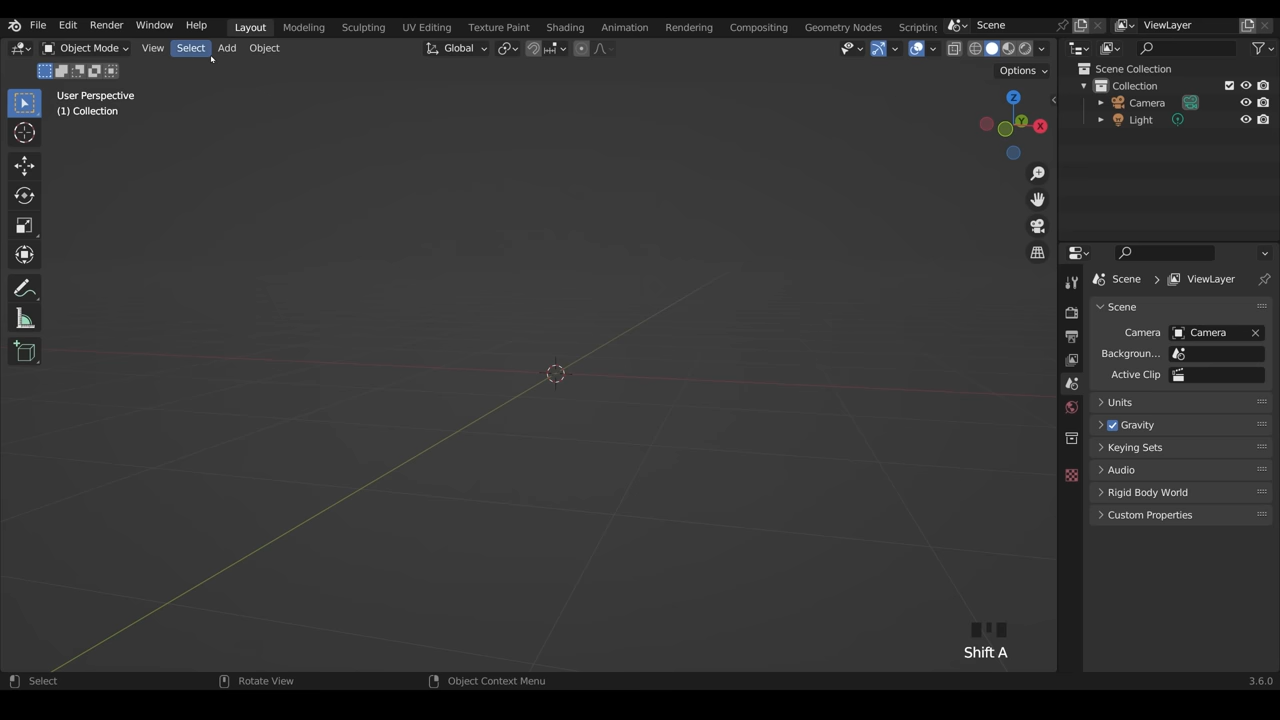 File Edit Render Window Help Layout Modeling Sculpting UV Editing Texture Paint Shading Animation Rendering Compositing Geometry Nodes Scripting Scene ViewLayer
Object Mode View Select Add Object Global
Options
User Perspective
(1) Collection
Z
Y
X
Scene Collection
Collection
Camera
Light
Scene ViewLayer
Scene
Camera Camera
Backgroun...
Active Clip
Units
Gravity
Keying Sets
Audio
Rigid Body World
Custom Properties
Shift A
Select Rotate View Object Context Menu 3.6.0